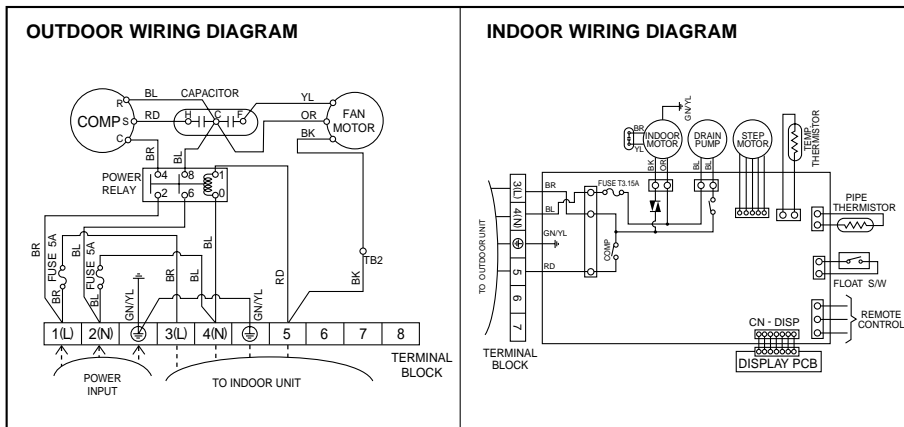 OUTDOOR WIRING DIAGRAM
BL
CAPACITOR
YL
R
COMP
S
RD
H
C
F
OR
FAN
MOTOR
C
BK
BR
BL
4
8
1
POWER
RELAY
2
6
0
BR
FUSE 5A
BL
FUSE 5A
BR
BL
RD
TB2
BK
BR
BL
GN/YL
GN/YL
1(L)
2(N)
3(L)
4(N)
5
6
7
8
TERMINAL
BLOCK
POWER
INPUT
TO INDOOR UNIT
INDOOR WIRING DIAGRAM
GN/YL
BR
YL
INDOOR
MOTOR
DRAIN
PUMP
STEP
MOTOR
TEMP.
THERMISTOR
BK
OR
BL
BL
TO OUTDOOR UNIT
3(L)
4(N)
5
6
7
BR
BL
GN/YL
RD
FUSE T3.15A
COMP
PIPE
THERMISTOR
FLOAT S/W
REMOTE
CONTROL
CN - DISP
DISPLAY PCB
TERMINAL
BLOCK